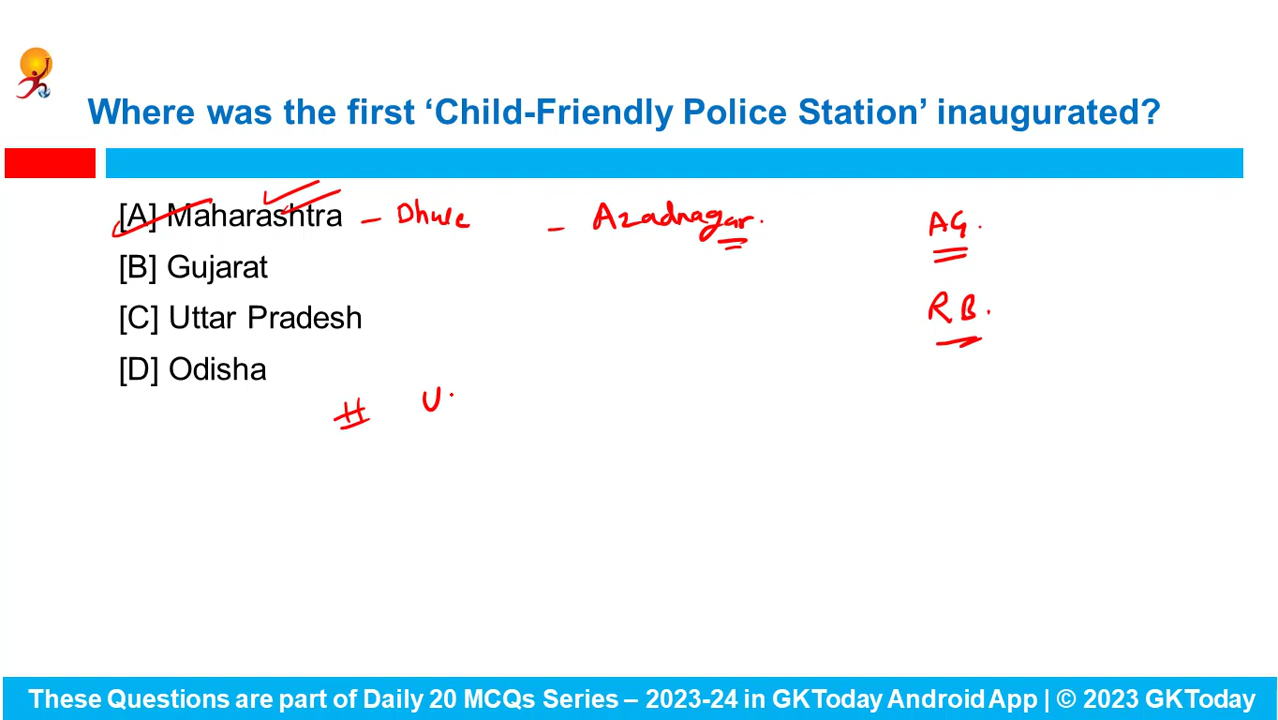 Where was the first ‘Child-Friendly Police Station’ inaugurated?
[A] Maharashtra – Dhule – Azadnagar. AG.
[B] Gujarat
[C] Uttar Pradesh RB.
[D] Odisha
# U.
These Questions are part of Daily 20 MCQs Series – 2023-24 in GKToday Android App | © 2023 GKToday